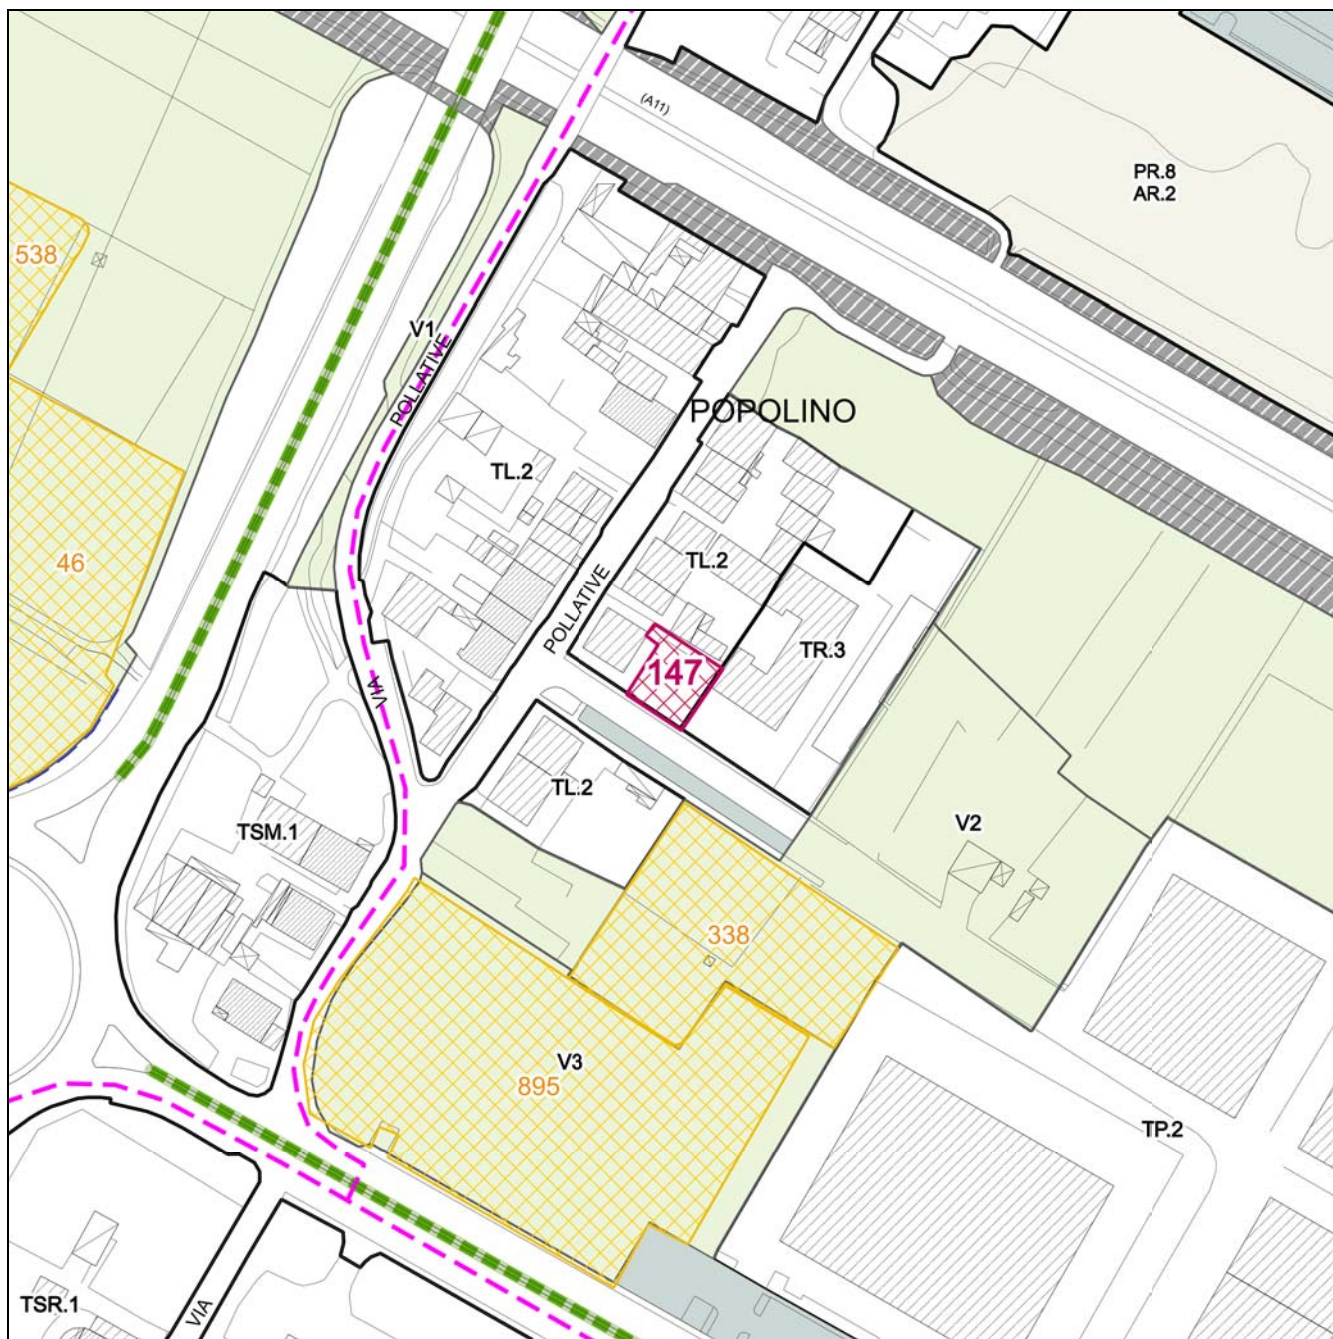 (A11)
PR.8
AR.2
538
V1
POLLATIVE
POPOLINO
TL.2
46
TL.2
POLLATIVE
TR.3
147
VIA
TL.2
TSM.1
V2
338
V3
895
TP.2
TSR.1
VIA